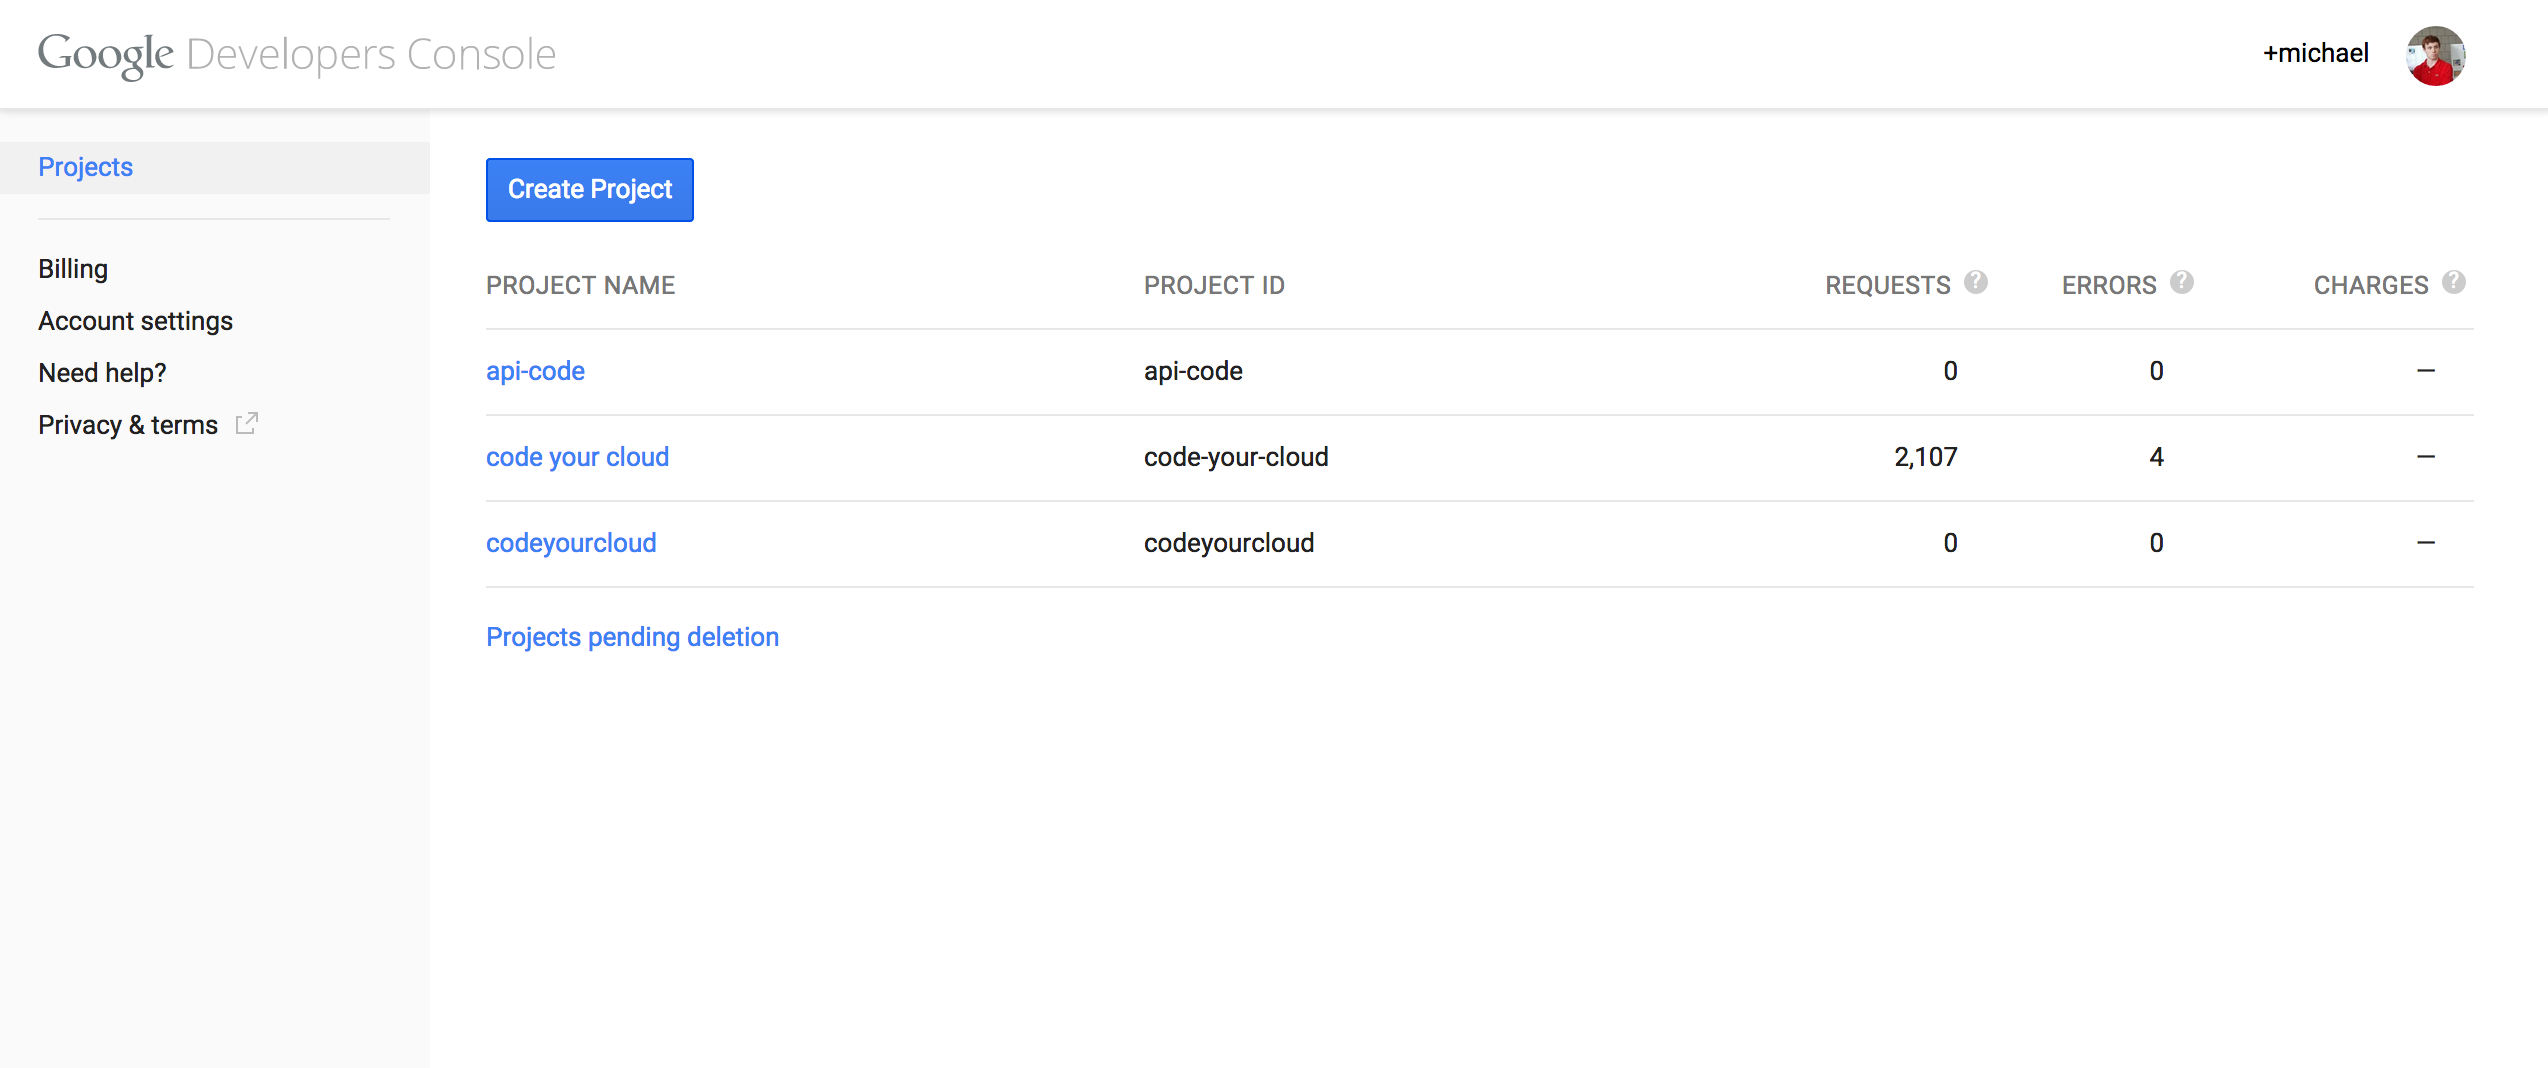 Google Developers Console
+michael
Projects
Billing
Account settings
Need help?
Privacy & terms
Create Project
PROJECT NAME PROJECT ID REQUESTS ? ERRORS ? CHARGES ?
api-code api-code 0 0 —
code your cloud code-your-cloud 2,107 4 —
codeyourcloud codeyourcloud 0 0 —
Projects pending deletion